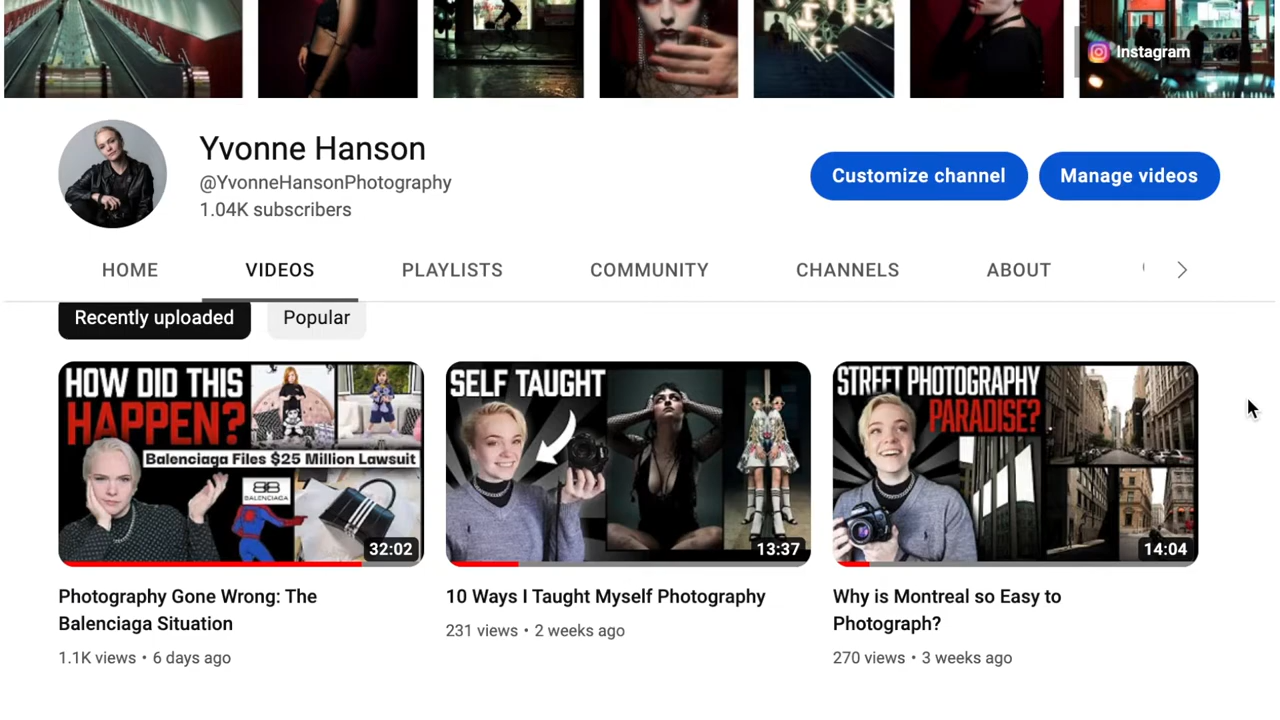 Instagram
Yvonne Hanson
@YvonneHansonPhotography
1.04K subscribers
Customize channel
Manage videos
HOME
VIDEOS
PLAYLISTS
COMMUNITY
CHANNELS
ABOUT
Recently uploaded
Popular
HOW DID THIS
HAPPEN?
Balenciaga Files $25 Million Lawsuit
BALENCIAGA
32:02
SELF TAUGHT
13:37
STREET PHOTOGRAPHY
PARADISE?
14:04
Photography Gone Wrong: The
Balenciaga Situation
1.1K views • 6 days ago
10 Ways I Taught Myself Photography
231 views • 2 weeks ago
Why is Montreal so Easy to
Photograph?
270 views • 3 weeks ago